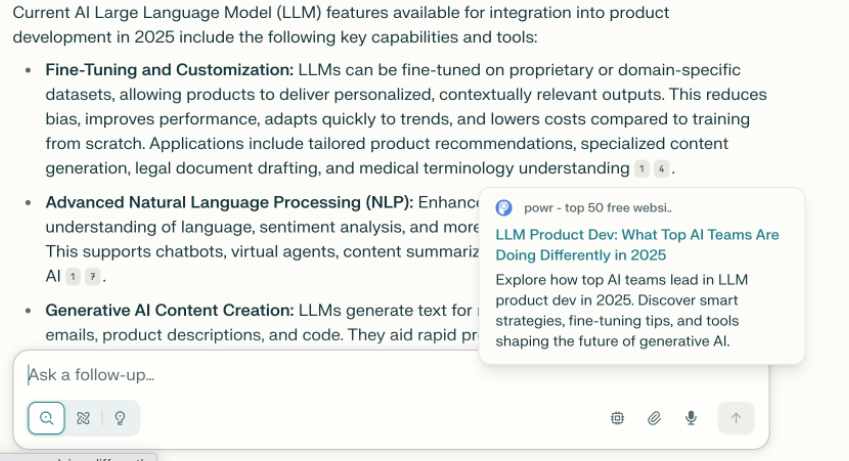 Current AI Large Language Model (LLM) features available for integration into product
development in 2025 include the following key capabilities and tools:
• Fine-Tuning and Customization: LLMs can be fine-tuned on proprietary or domain-specific
datasets, allowing products to deliver personalized, contextually relevant outputs. This reduces
bias, improves performance, adapts quickly to trends, and lowers costs compared to training
from scratch. Applications include tailored product recommendations, specialized content
generation, legal document drafting, and medical terminology understanding 1 4 .
• Advanced Natural Language Processing (NLP): Enhance
understanding of language, sentiment analysis, and more
This supports chatbots, virtual agents, content summariz
AI 1 7 .
• Generative AI Content Creation: LLMs generate text for
emails, product descriptions, and code. They aid rapid pr
powr - top 50 free websi..
LLM Product Dev: What Top AI Teams Are
Doing Differently in 2025
Explore how top AI teams lead in LLM
product dev in 2025. Discover smart
strategies, fine-tuning tips, and tools
shaping the future of generative AI.
Ask a follow-up...